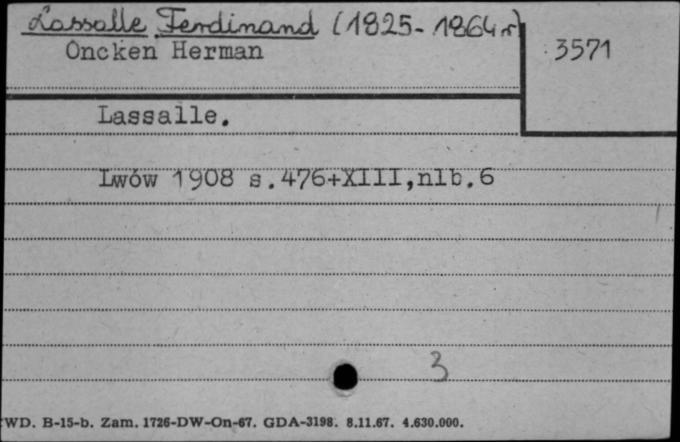 Lassalle Ferdinand (1825-1864 r)
Oncken Herman
3571
Lassalle.
Lwów 1908 s.476+XIII,nlb.6
3
WD. B-15-b. Zam. 1726-DW-On-67. GDA-3198. 8.11.67. 4.630.000.